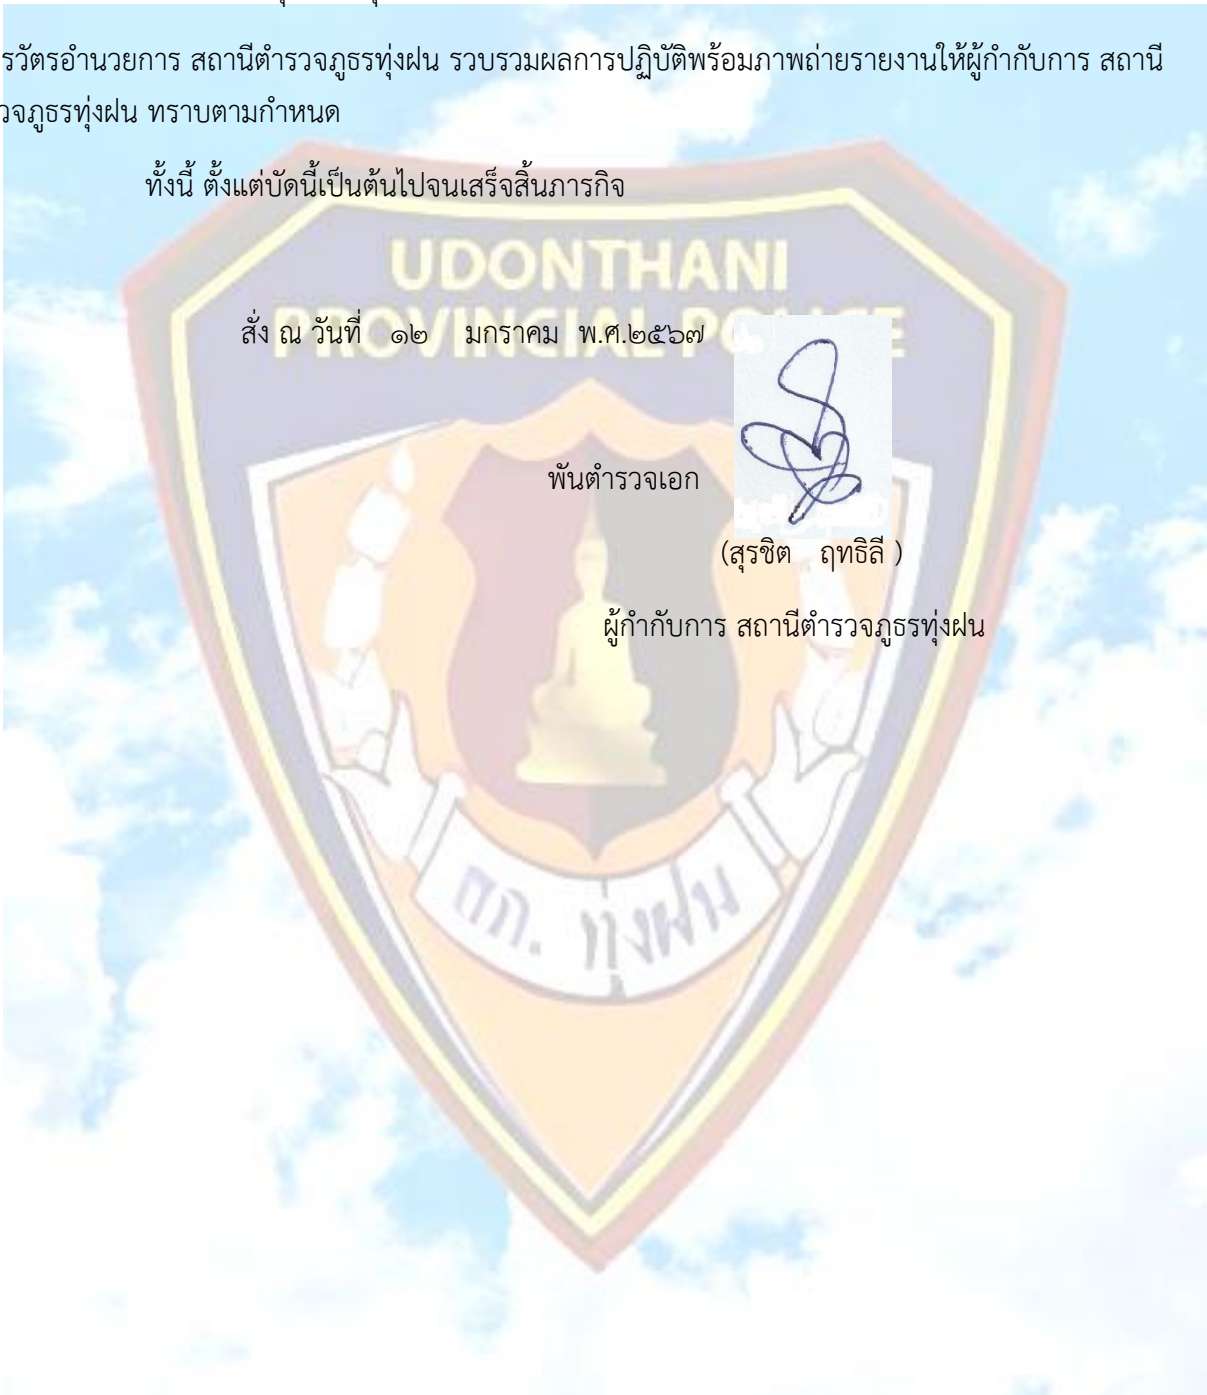 รวัตรอำนวยการ สถานีตำรวจภูธรทุ่งฝน รวบรวมผลการปฏิบัติพร้อมภาพถ่ายรายงานให้ผู้กำกับการ สถานี
วจภูธรทุ่งฝน ทราบตามกำหนด
ทั้งนี้ ตั้งแต่บัดนี้เป็นต้นไปจนเสร็จสิ้นภารกิจ
UDONTHANI
PROVINCIAL POLICE
สั่ง ณ วันที่ ๑๒ มกราคม พ.ศ.๒๕๖๗
พันตำรวจเอก
(สุรชิต ฤทธิลี )
ผู้กำกับการ สถานีตำรวจภูธรทุ่งฝน
สภ. ทุ่งฝน